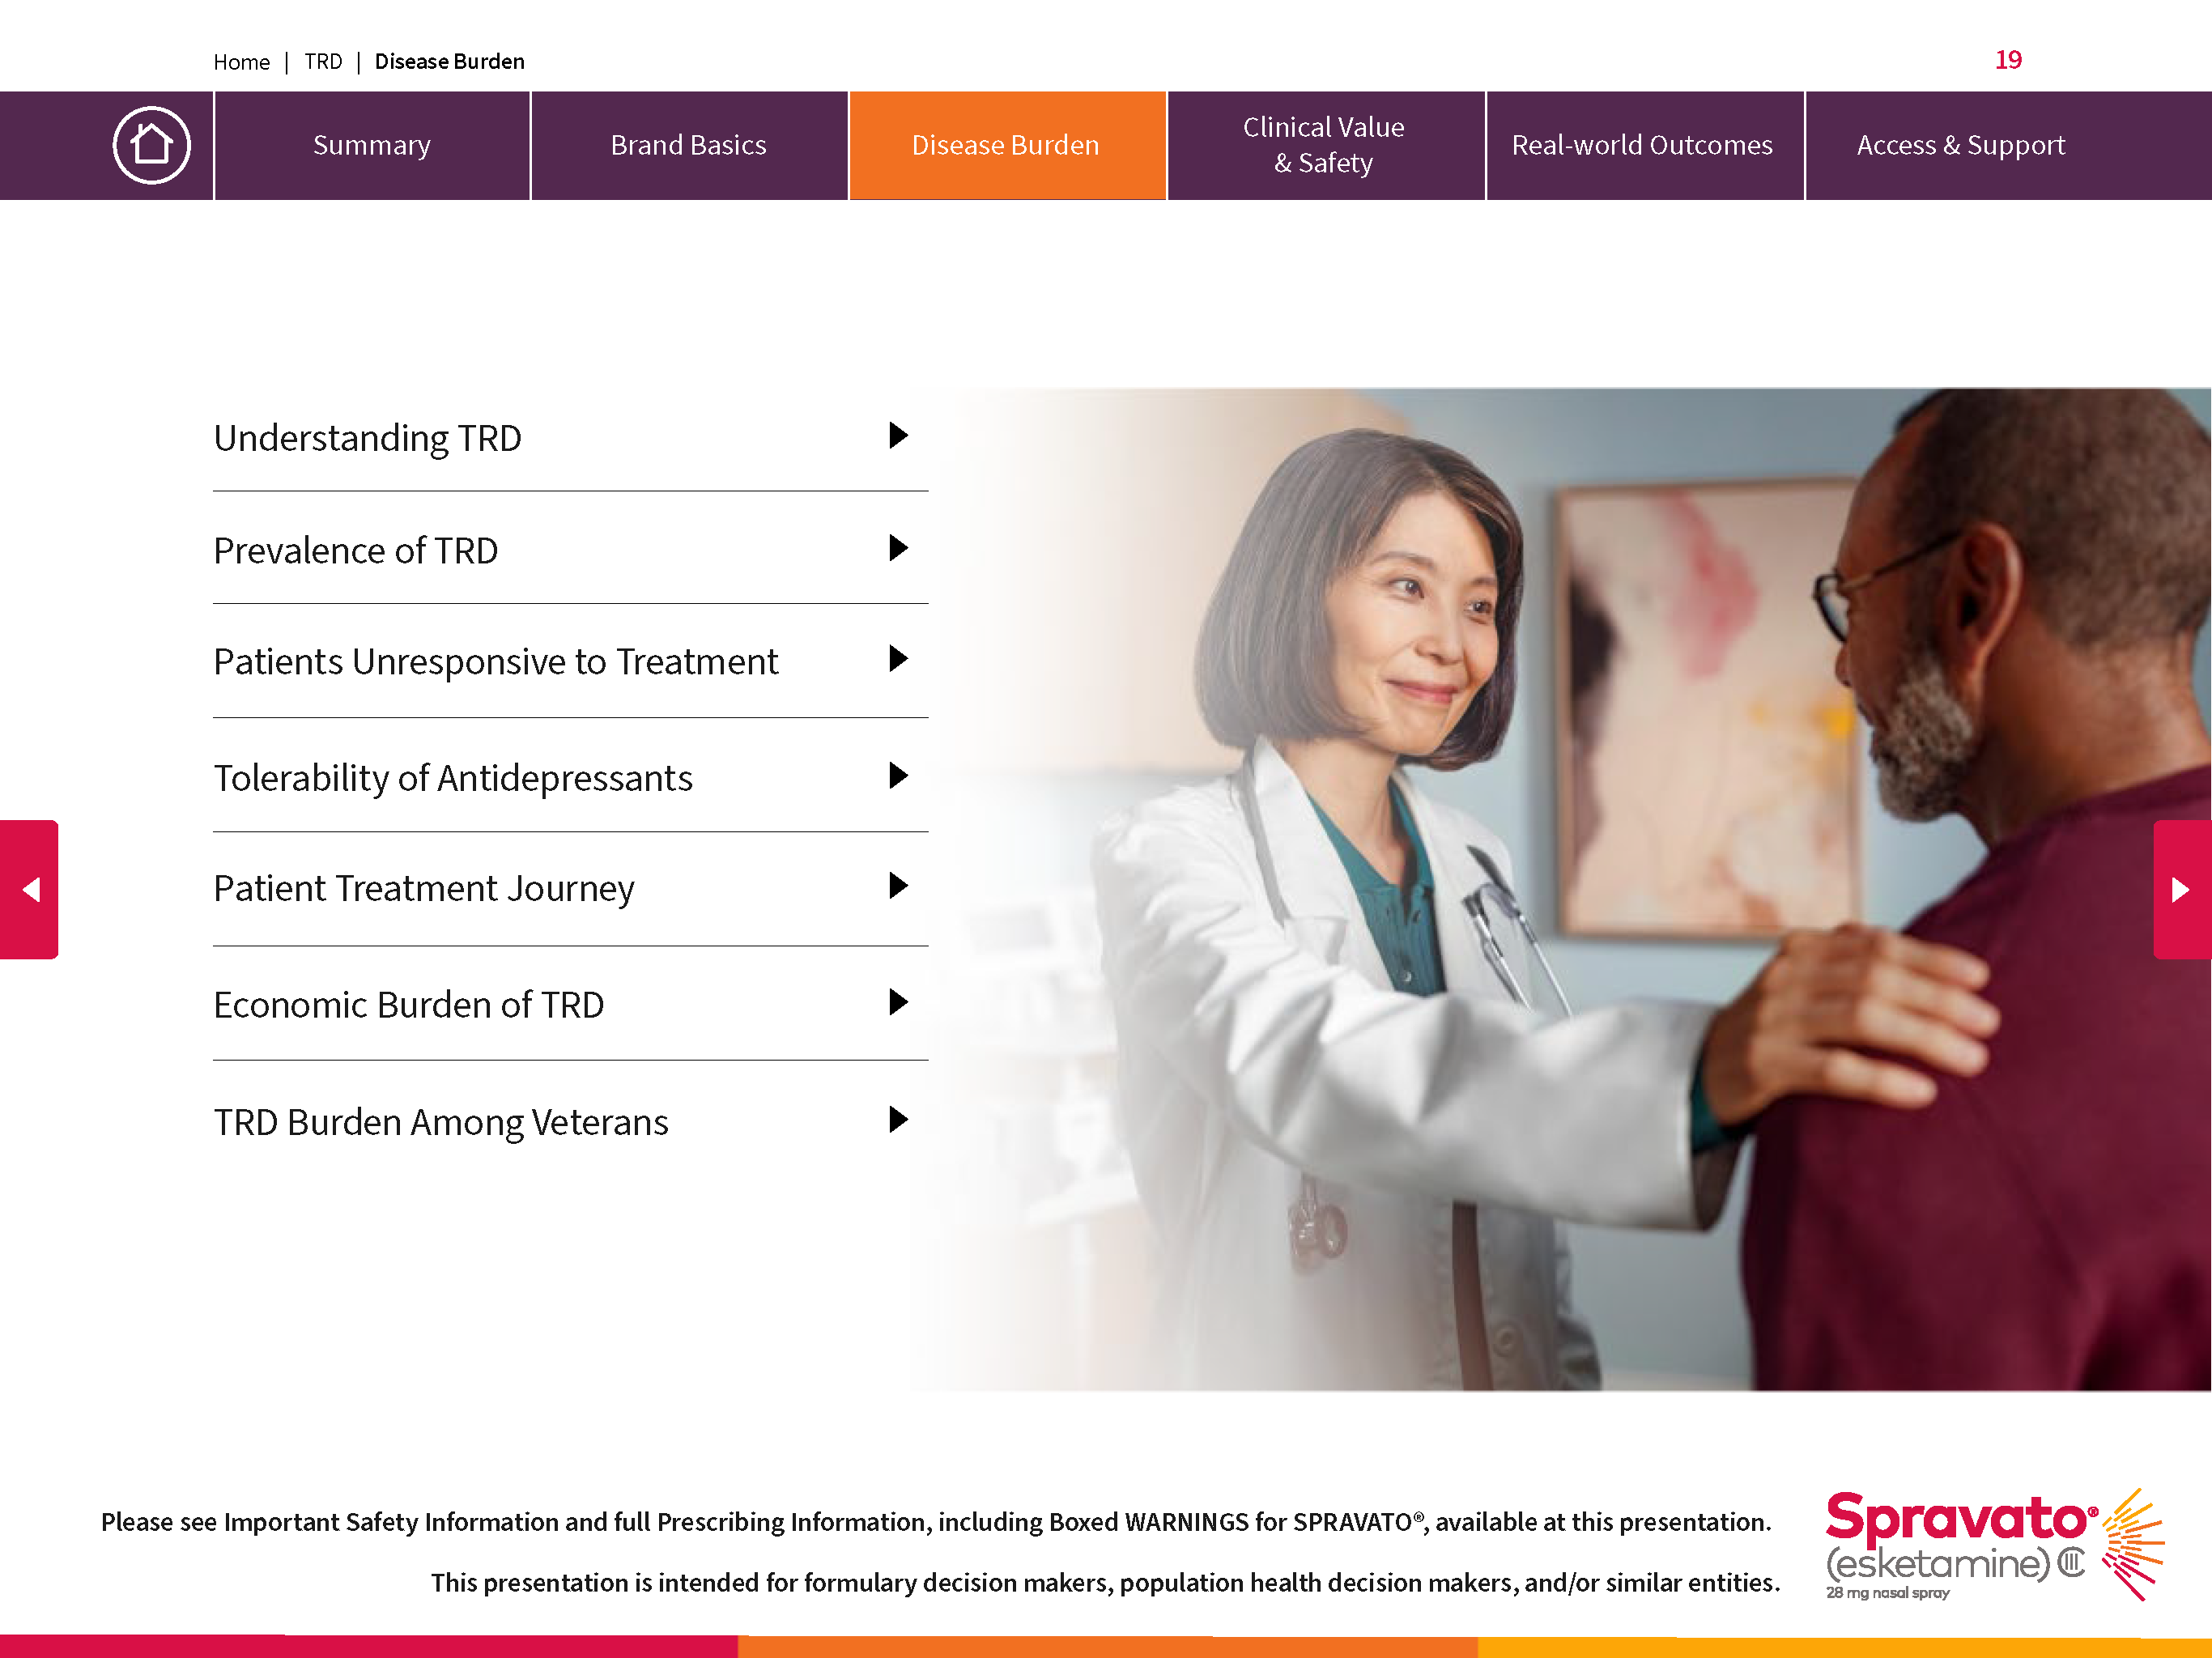 Home | TRD | Disease Burden
19
Summary
Brand Basics
Disease Burden
Clinical Value
& Safety
Real-world Outcomes
Access & Support
Understanding TRD
Prevalence of TRD
Patients Unresponsive to Treatment
Tolerability of Antidepressants
Patient Treatment Journey
Economic Burden of TRD
TRD Burden Among Veterans
Please see Important Safety Information and full Prescribing Information, including Boxed WARNINGS for SPRAVATO®, available at this presentation.
This presentation is intended for formulary decision makers, population health decision makers, and/or similar entities.
Spravato®
(esketamine) CIII
28 mg nasal spray